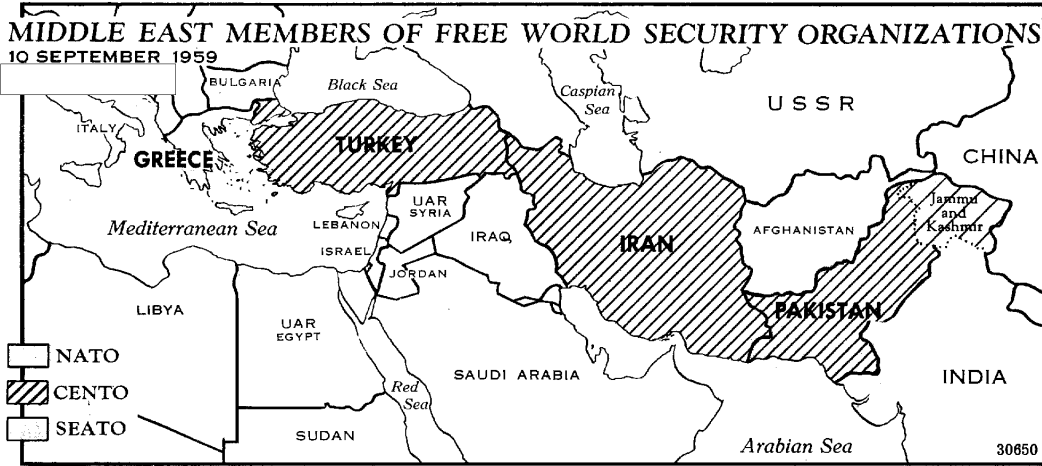 MIDDLE EAST MEMBERS OF FREE WORLD SECURITY ORGANIZATIONS
10 SEPTEMBER 1959
BULGARIA
Black Sea
Caspian
Sea
USSR
ITALY
GREECE
TURKEY
CHINA
Mediterranean Sea
LEBANON
ISRAEL
UAR
SYRIA
JORDAN
IRAQ
IRAN
AFGHANISTAN
Jammu
and
Kashmir
PAKISTAN
LIBYA
UAR
EGYPT
SAUDI ARABIA
INDIA
NATO
CENTO
SEATO
Red
Sea
SUDAN
Arabian Sea
30650